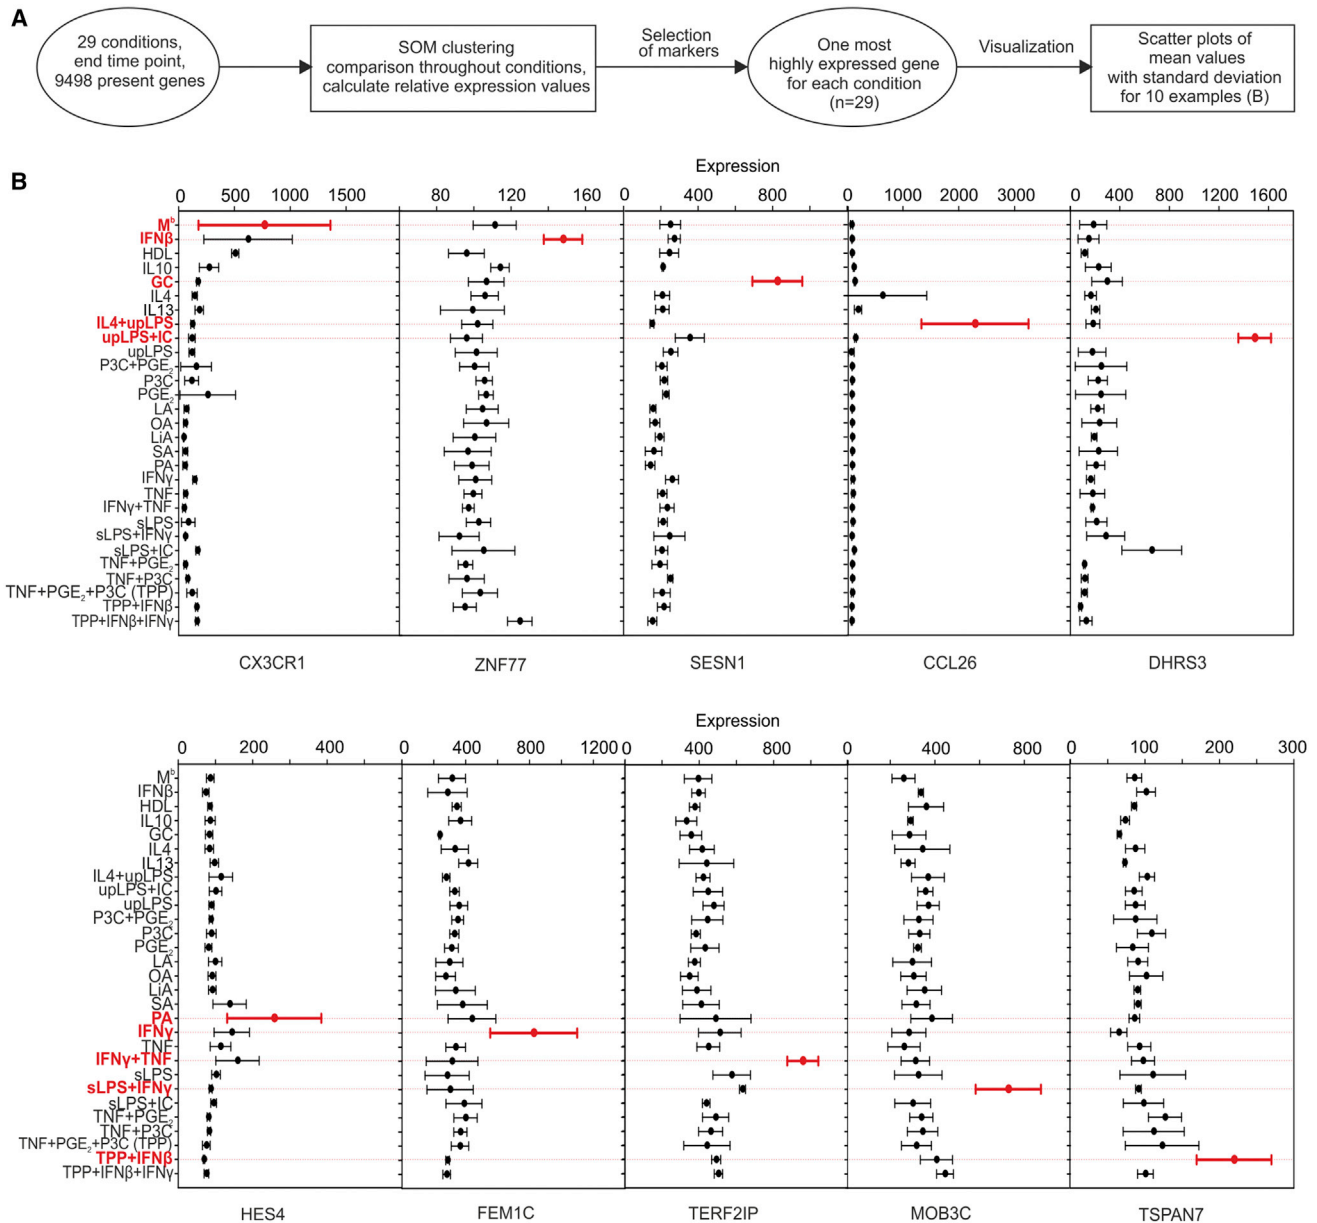 A
29 conditions,
end time point,
9498 present genes
SOM clustering
comparison throughout conditions,
calculate relative expression values
Selection
of markers
One most
highly expressed gene
for each condition
(n=29)
Visualization
Scatter plots of
mean values
with standard deviation
for 10 examples (B)
B
Expression
0 500 1000 1500 80 120 160 0 400 800 0 1000 2000 3000 0 400 800 1200 1600
Mᵇ
IFNβ
HDL
IL10
GC
IL4
IL13
IL4+upLPS
upLPS+IC
upLPS
P3C+PGE₂
P3C
PGE₂
LA
OA
LiA
SA
PA
IFNγ
TNF
IFNγ+TNF
sLPS
sLPS+IFNγ
sLPS+IC
TNF+PGE₂
TNF+P3C
TNF+PGE₂+P3C (TPP)
TPP+IFNβ
TPP+IFNβ+IFNγ
CX3CR1 ZNF77 SESN1 CCL26 DHRS3
Expression
0 200 400 0 400 800 1200 0 400 800 0 400 800 0 100 200 300
Mᵇ
IFNβ
HDL
IL10
GC
IL4
IL13
IL4+upLPS
upLPS+IC
upLPS
P3C+PGE₂
P3C
PGE₂
LA
OA
LiA
SA
PA
IFNγ
TNF
IFNγ+TNF
sLPS
sLPS+IFNγ
sLPS+IC
TNF+PGE₂
TNF+P3C
TNF+PGE₂+P3C (TPP)
TPP+IFNβ
TPP+IFNβ+IFNγ
HES4 FEM1C TERF2IP MOB3C TSPAN7